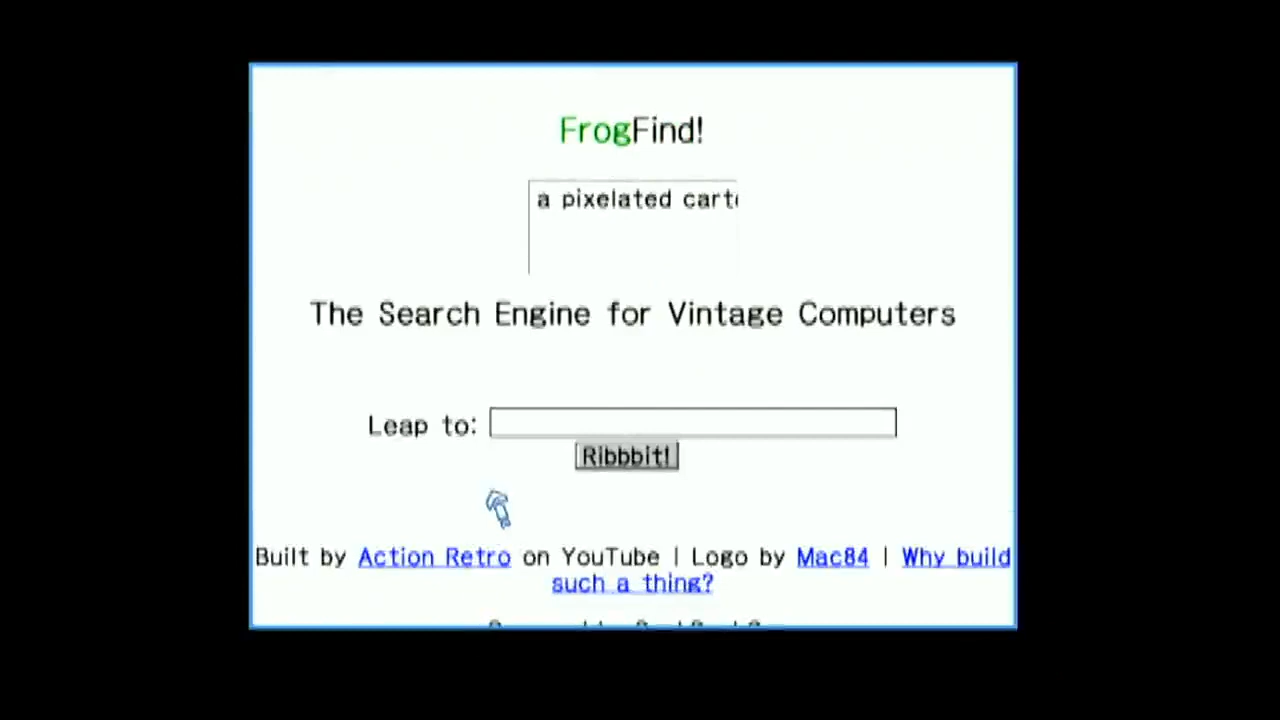 FrogFind!
a pixelated cart
The Search Engine for Vintage Computers
Leap to:
Ribbbit!
Built by Action Retro on YouTube | Logo by Mac84 | Why build
such a thing?